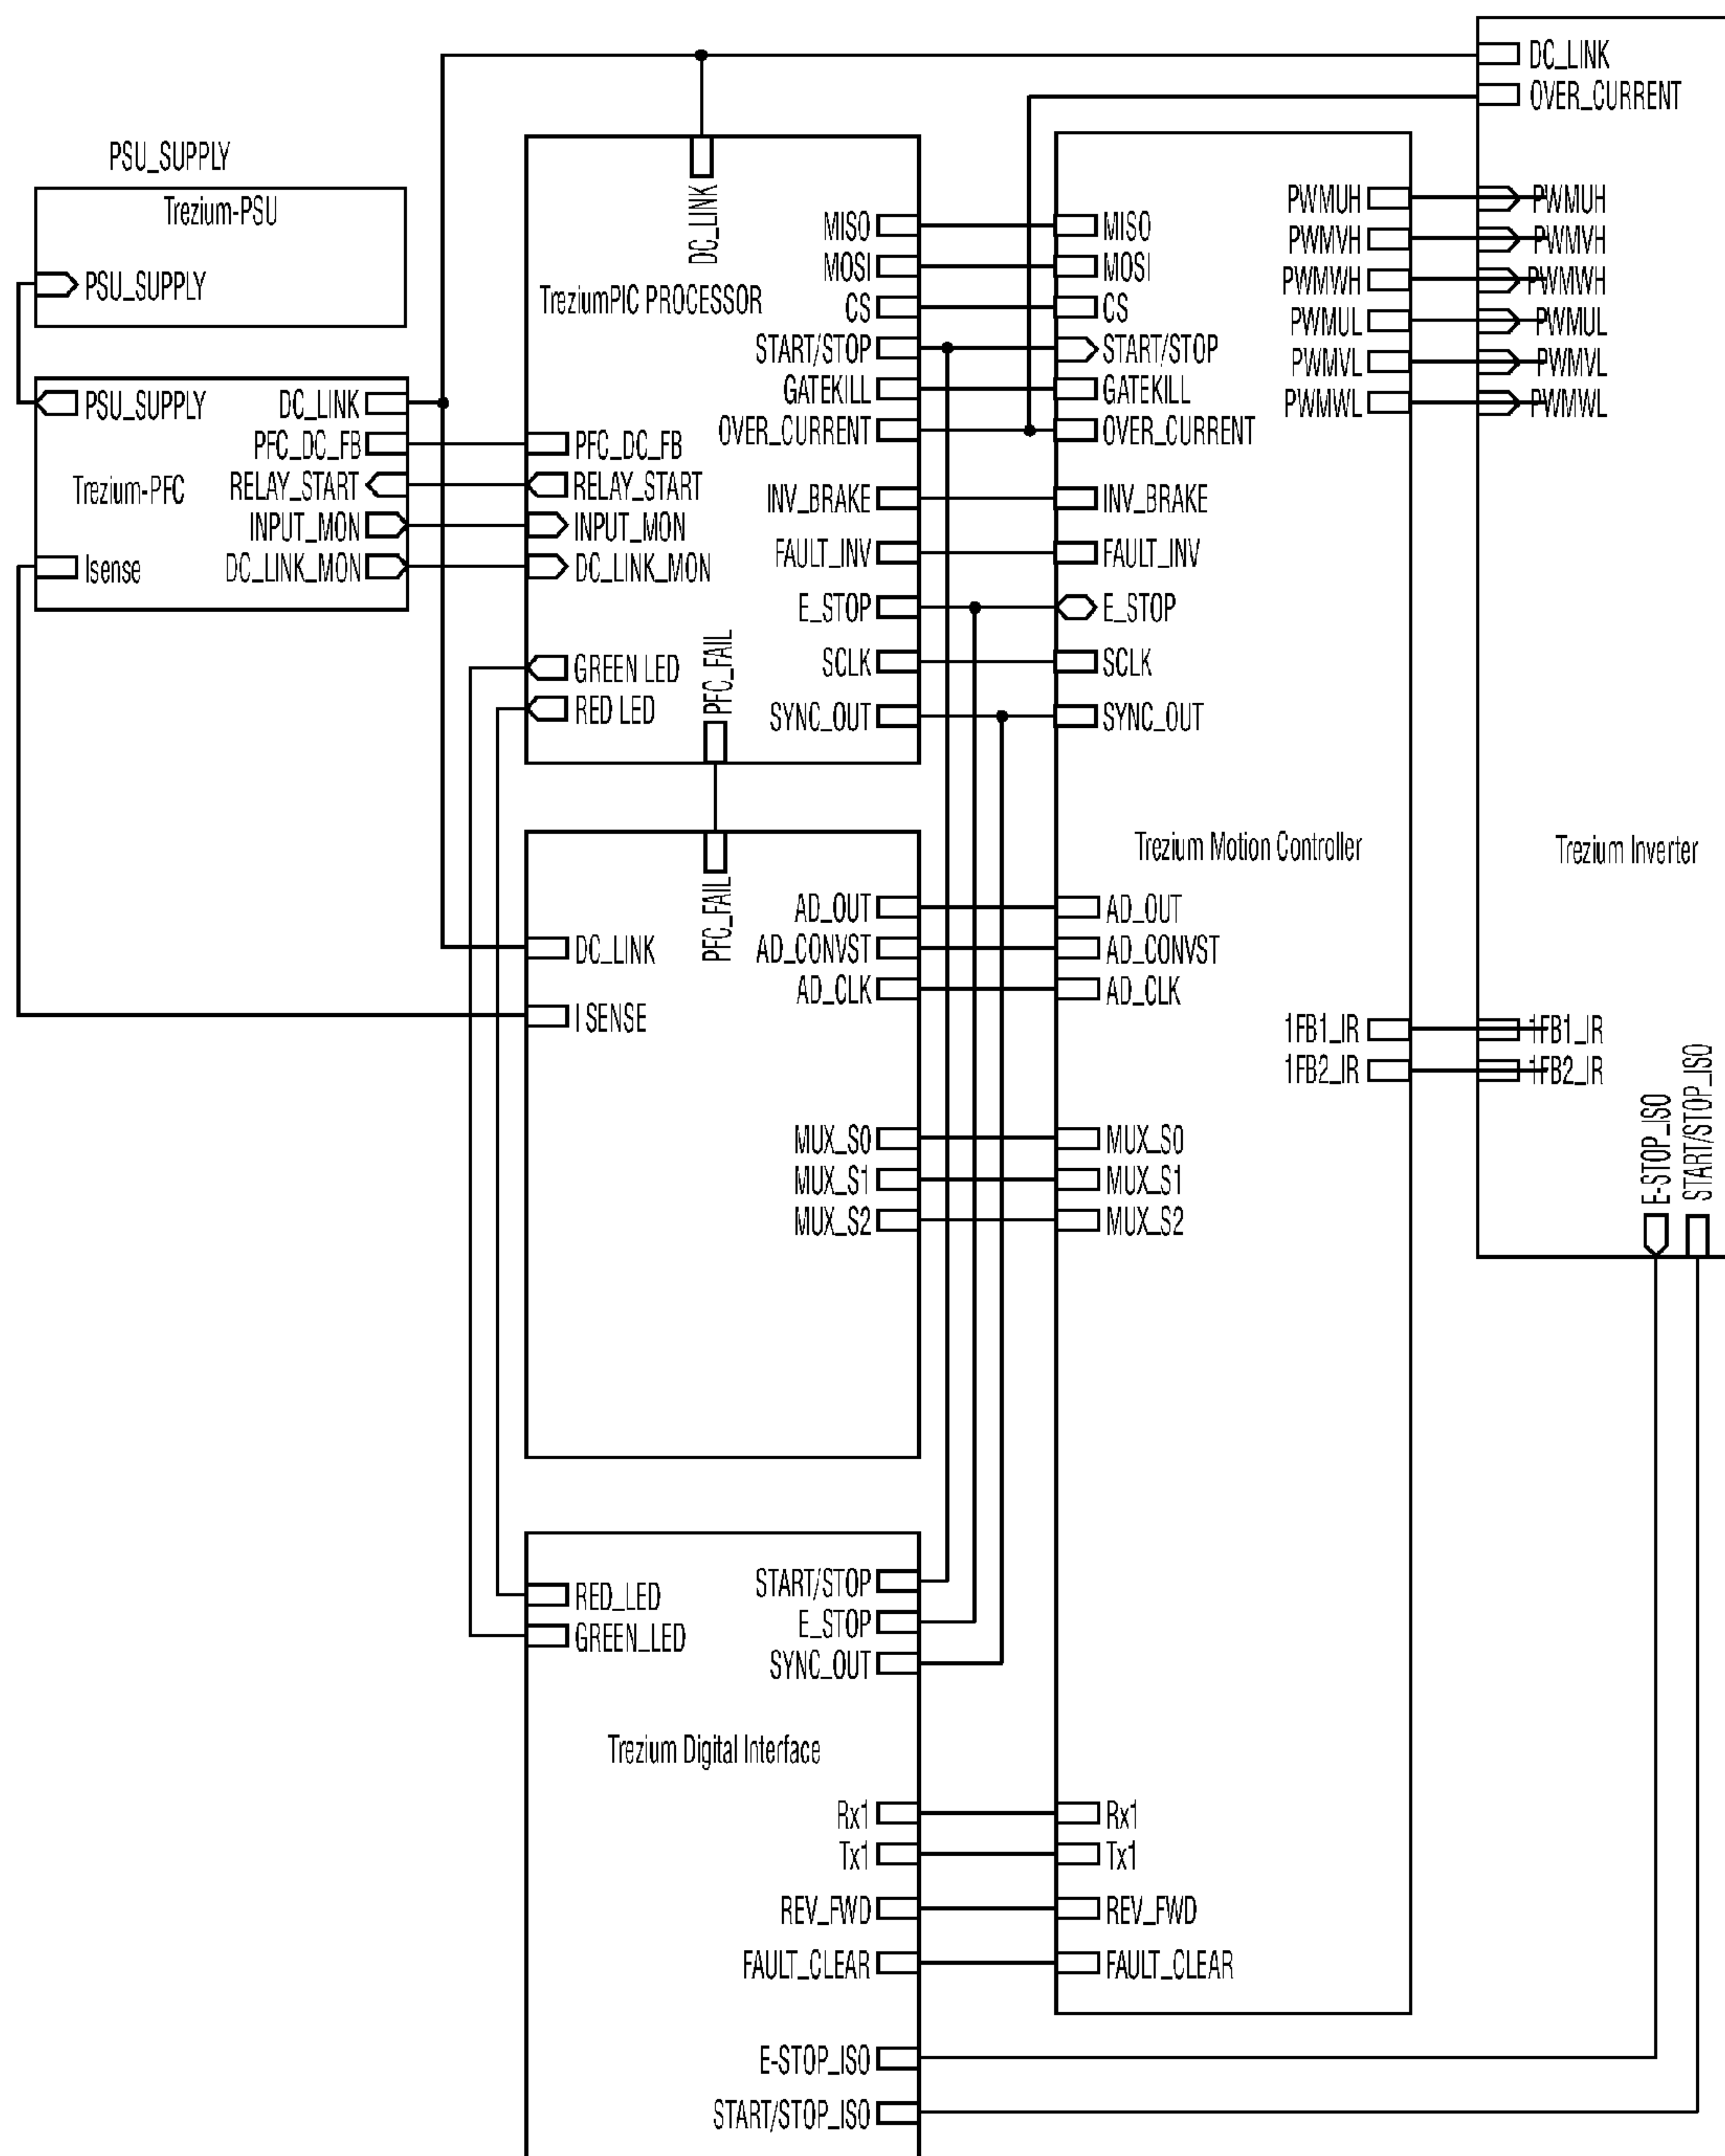 PSU_SUPPLY
Trezium-PSU
PSU_SUPPLY
PSU_SUPPLY
Trezium-PFC
Isense
DC_LINK
PFC_DC_FB
RELAY_START
INPUT_MON
DC_LINK_MON
DC_LINK
TreziumPIC PROCESSOR
PFC_DC_FB
RELAY_START
INPUT_MON
DC_LINK_MON
GREEN LED
RED LED
PFC_FAIL
MISO
MOSI
CS
START/STOP
GATEKILL
OVER_CURRENT
INV_BRAKE
FAULT_INV
E_STOP
SCLK
SYNC_OUT
PFC_FAIL
DC_LINK
I SENSE
AD_OUT
AD_CONVST
AD_CLK
MUX_S0
MUX_S1
MUX_S2
RED_LED
GREEN_LED
START/STOP
E_STOP
SYNC_OUT
Trezium Digital Interface
Rx1
Tx1
REV_FWD
FAULT_CLEAR
E-STOP_ISO
START/STOP_ISO
MISO
MOSI
CS
START/STOP
GATEKILL
OVER_CURRENT
INV_BRAKE
FAULT_INV
E_STOP
SCLK
SYNC_OUT
Trezium Motion Controller
AD_OUT
AD_CONVST
AD_CLK
MUX_S0
MUX_S1
MUX_S2
Rx1
Tx1
REV_FWD
FAULT_CLEAR
PWMUH
PWMVH
PWMWH
PWMUL
PWMVL
PWMWL
1FB1_IR
1FB2_IR
DC_LINK
OVER_CURRENT
PWMUH
PWMVH
PWMWH
PWMUL
PWMVL
PWMWL
Trezium Inverter
1FB1_IR
1FB2_IR
E-STOP_ISO
START/STOP_ISO